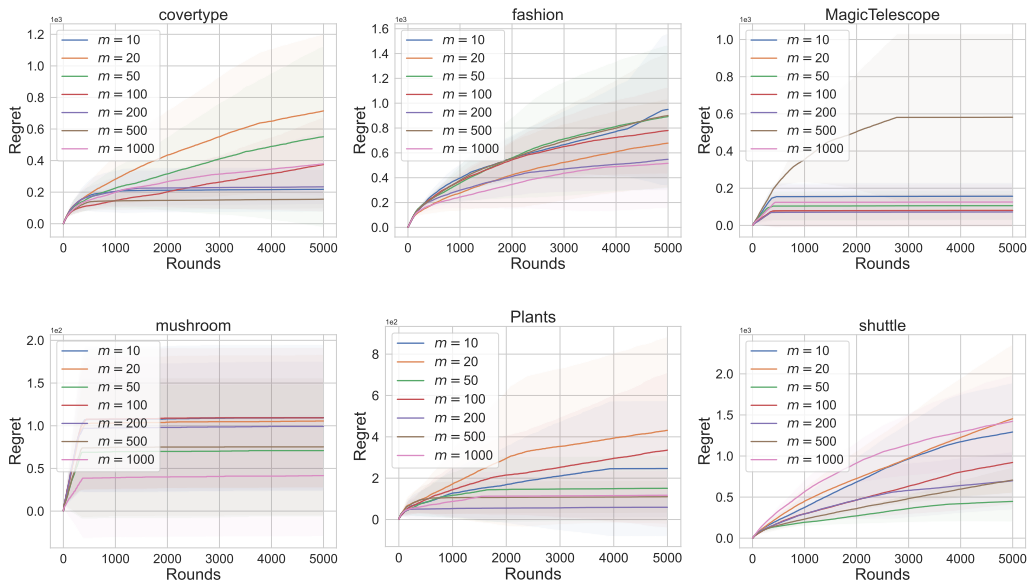 covertype
1e3
1.2
1.0
0.8
0.6
0.4
0.2
0.0
Regret
m = 10
m = 20
m = 50
m = 100
m = 200
m = 500
m = 1000
0 1000 2000 3000 4000 5000
Rounds
fashion
1e3
1.6
1.4
1.2
1.0
0.8
0.6
0.4
0.2
0.0
Regret
m = 10
m = 20
m = 50
m = 100
m = 200
m = 500
m = 1000
0 1000 2000 3000 4000 5000
Rounds
MagicTelescope
1e3
1.0
0.8
0.6
0.4
0.2
0.0
Regret
m = 10
m = 20
m = 50
m = 100
m = 200
m = 500
m = 1000
0 1000 2000 3000 4000 5000
Rounds
mushroom
1e2
2.0
1.5
1.0
0.5
0.0
Regret
m = 10
m = 20
m = 50
m = 100
m = 200
m = 500
m = 1000
0 1000 2000 3000 4000 5000
Rounds
Plants
1e2
8
6
4
2
0
Regret
m = 10
m = 20
m = 50
m = 100
m = 200
m = 500
m = 1000
0 1000 2000 3000 4000 5000
Rounds
shuttle
1e3
2.0
1.5
1.0
0.5
0.0
Regret
m = 10
m = 20
m = 50
m = 100
m = 200
m = 500
m = 1000
0 1000 2000 3000 4000 5000
Rounds